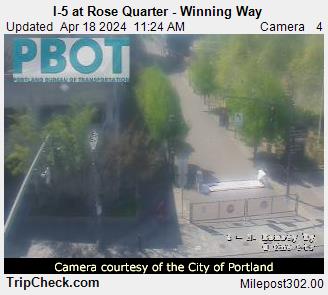 I-5 at Rose Quarter - Winning Way
Updated Apr 18 2024 11:24 AM Camera 4
PBOT
PORTLAND BUREAU OF TRANSPORTATION
Camera courtesy of the City of Portland
TripCheck.com Milepost302.00